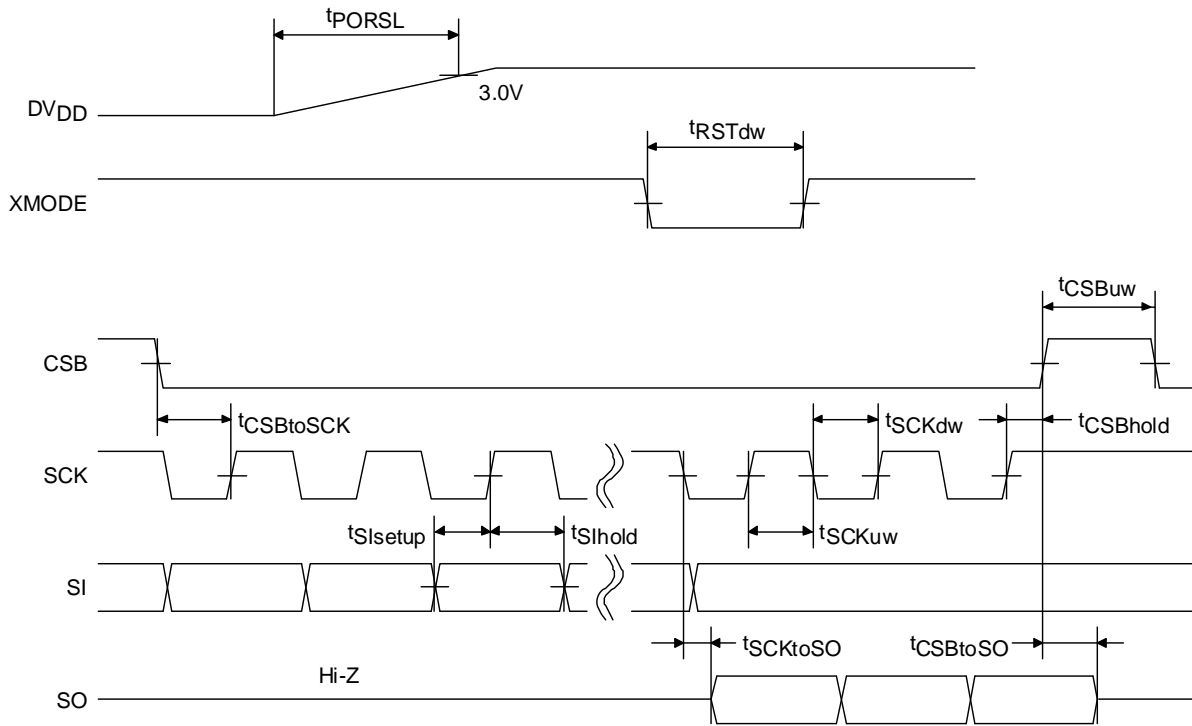 tPORSL
3.0V
DVDD
tRSTdw
XMODE
tCSBuw
CSB
tCSBtoSCK
tSCKdw
tCSBhold
SCK
tSIsetup
tSIhold
tSCKuw
SI
tSCKtoSO
tCSBtoSO
Hi-Z
SO